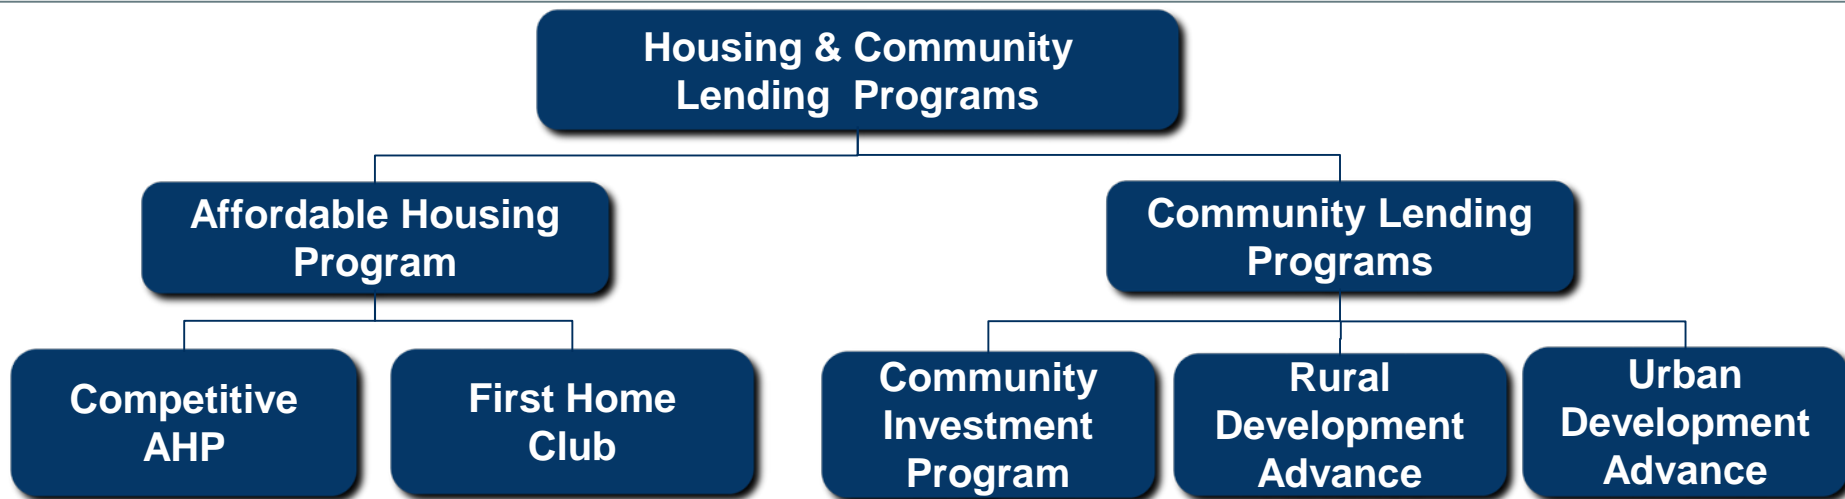 Housing & Community
Lending Programs
Affordable Housing
Program
Community Lending
Programs
Competitive
AHP
First Home
Club
Community
Investment
Program
Rural
Development
Advance
Urban
Development
Advance